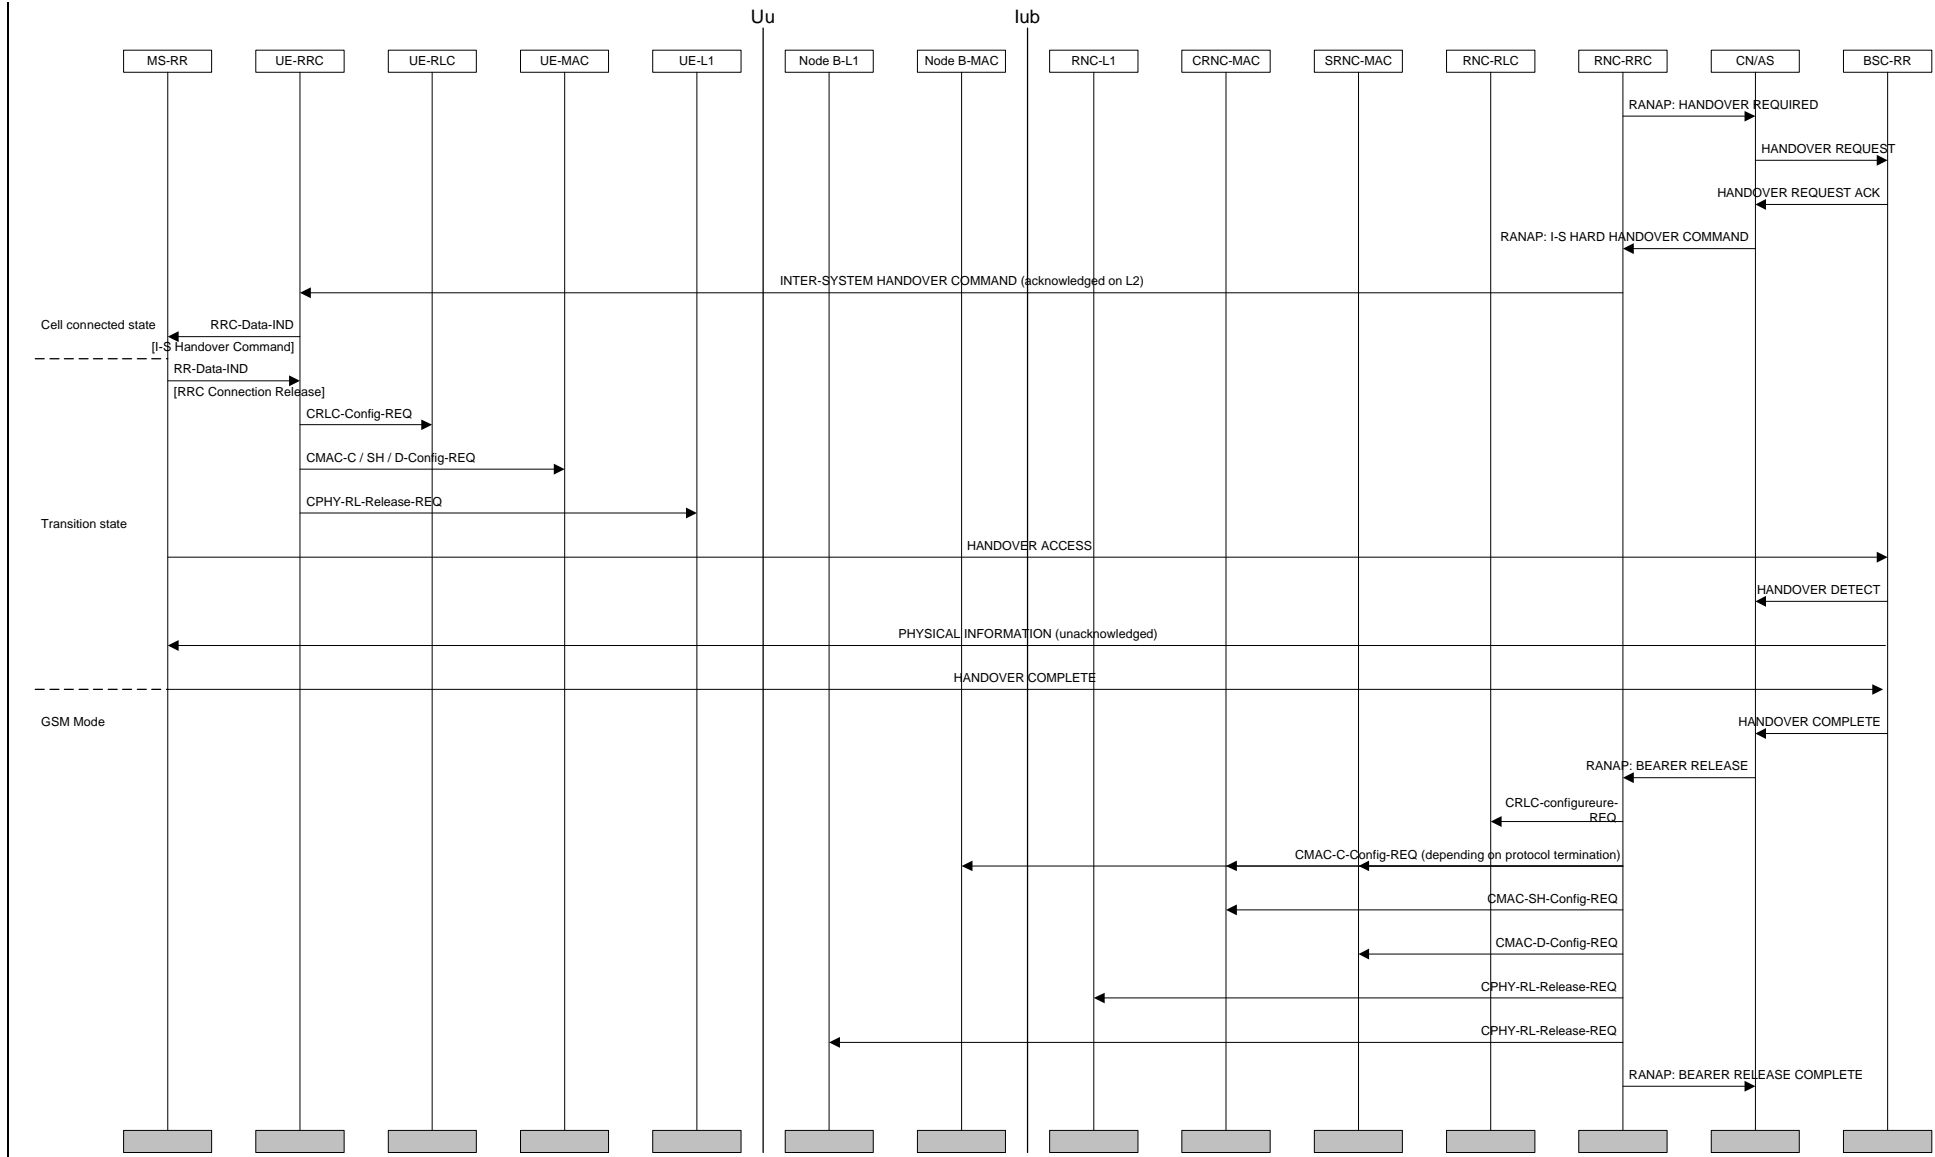 Uu
Iub
MS-RR
UE-RRC
UE-RLC
UE-MAC
UE-L1
Node B-L1
Node B-MAC
RNC-L1
CRNC-MAC
SRNC-MAC
RNC-RLC
RNC-RRC
CN/AS
BSC-RR
RANAP: HANDOVER REQUIRED
HANDOVER REQUEST
HANDOVER REQUEST ACK
RANAP: I-S HARD HANDOVER COMMAND
INTER-SYSTEM HANDOVER COMMAND (acknowledged on L2)
Cell connected state
RRC-Data-IND
[I-S Handover Command]
RR-Data-IND
[RRC Connection Release]
CRLC-Config-REQ
CMAC-C / SH / D-Config-REQ
CPHY-RL-Release-REQ
Transition state
HANDOVER ACCESS
HANDOVER DETECT
PHYSICAL INFORMATION (unacknowledged)
HANDOVER COMPLETE
GSM Mode
HANDOVER COMPLETE
RANAP: BEARER RELEASE
CRLC-configureure-
REQ
CMAC-C-Config-REQ (depending on protocol termination)
CMAC-SH-Config-REQ
CMAC-D-Config-REQ
CPHY-RL-Release-REQ
CPHY-RL-Release-REQ
RANAP: BEARER RELEASE COMPLETE